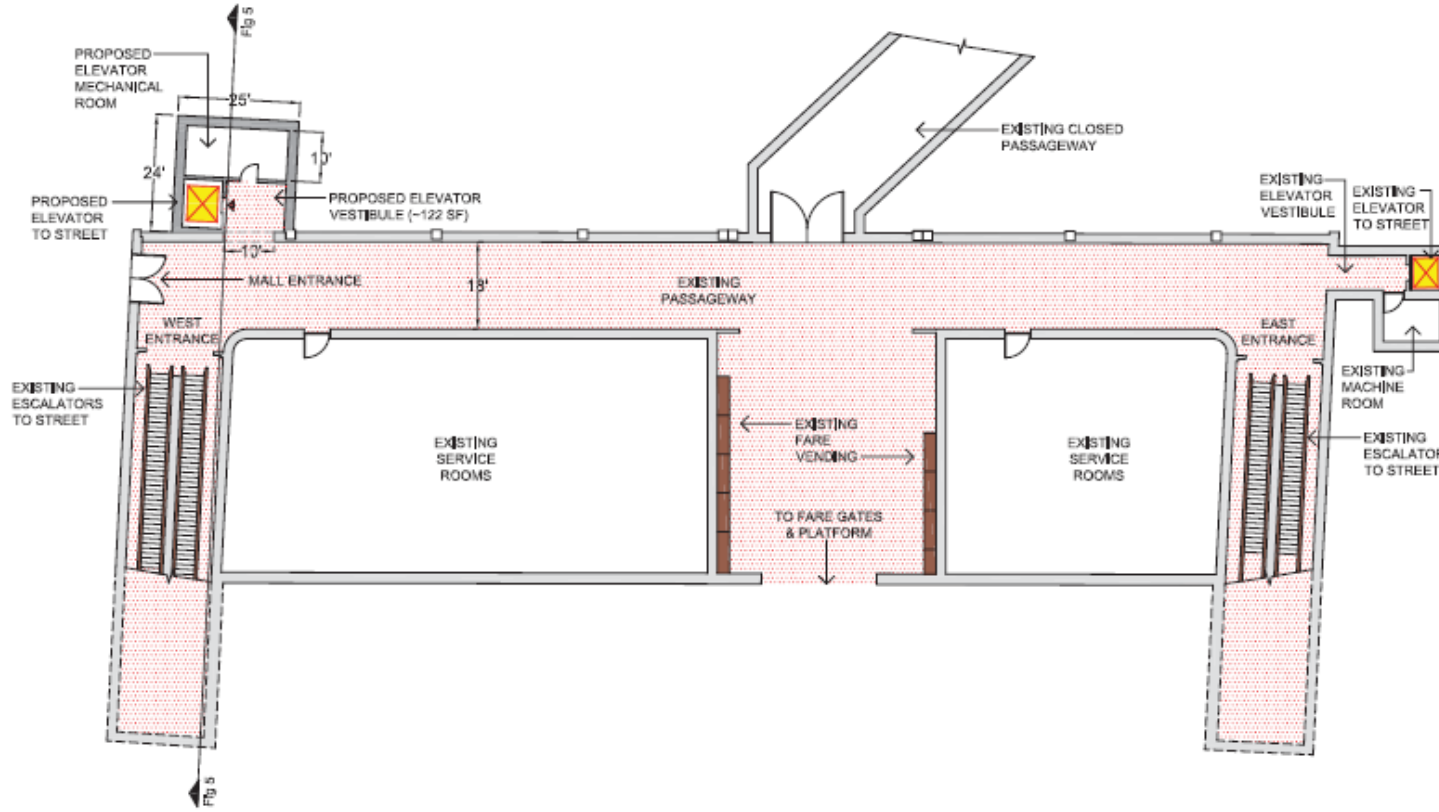 Fig 5
PROPOSED
ELEVATOR
MECHANICAL
ROOM
25'
10'
24'
PROPOSED
ELEVATOR
TO STREET
PROPOSED ELEVATOR
VESTIBULE (~122 SF)
EXISTING CLOSED
PASSAGEWAY
EXISTING
ELEVATOR
VESTIBULE
EXISTING
ELEVATOR
TO STREET
10'
MALL ENTRANCE
18'
EXISTING
PASSAGEWAY
WEST
ENTRANCE
EAST
ENTRANCE
EXISTING
ESCALATORS
TO STREET
EXISTING
MACHINE
ROOM
EXISTING
SERVICE
ROOMS
EXISTING
FARE
VENDING
EXISTING
SERVICE
ROOMS
EXISTING
ESCALATOR
TO STREET
TO FARE GATES
& PLATFORM
Fig 5